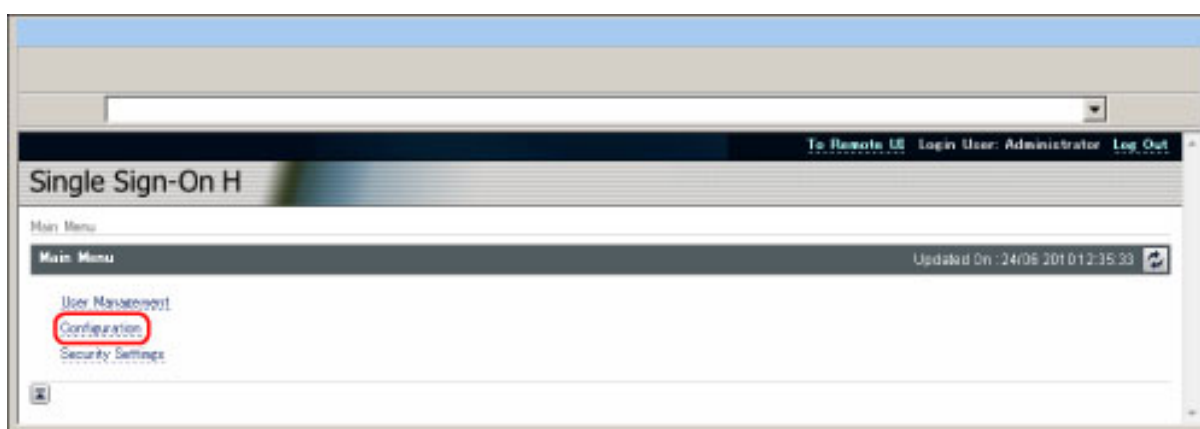 To Remote UI Login User: Administrator Log Out
Single Sign-On H
Main Menu
Main Menu Updated On : 24/06 2010 12:35:33
User Management
Configuration
Security Settings